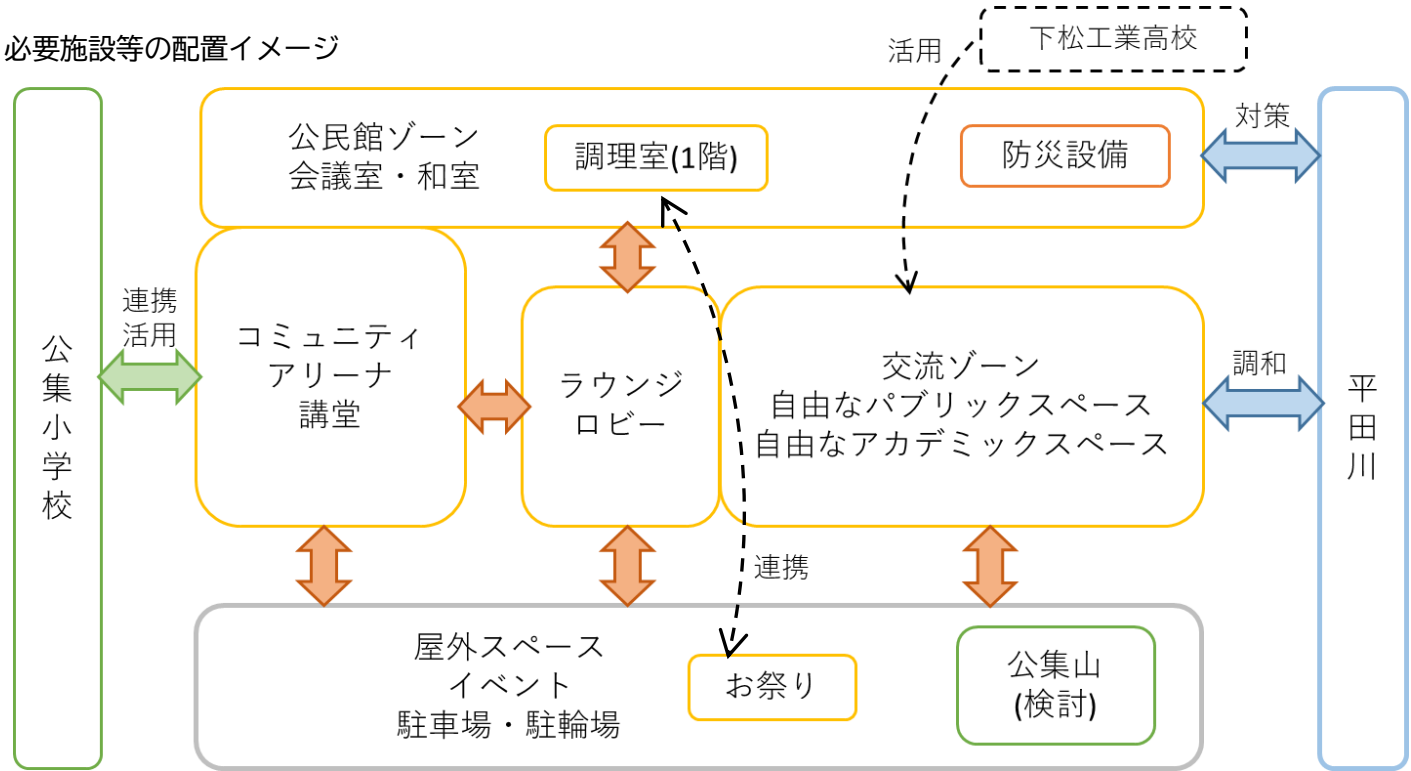 必要施設等の配置イメージ
下松工業高校
活用
公民館ゾーン
会議室・和室
調理室(1階)
防災設備
対策
連携
活用
公集小学校
コミュニティ
アリーナ
講堂
ラウンジ
ロビー
交流ゾーン
自由なパブリックスペース
自由なアカデミックスペース
調和
平田川
連携
屋外スペース
イベント
駐車場・駐輪場
お祭り
公集山
(検討)